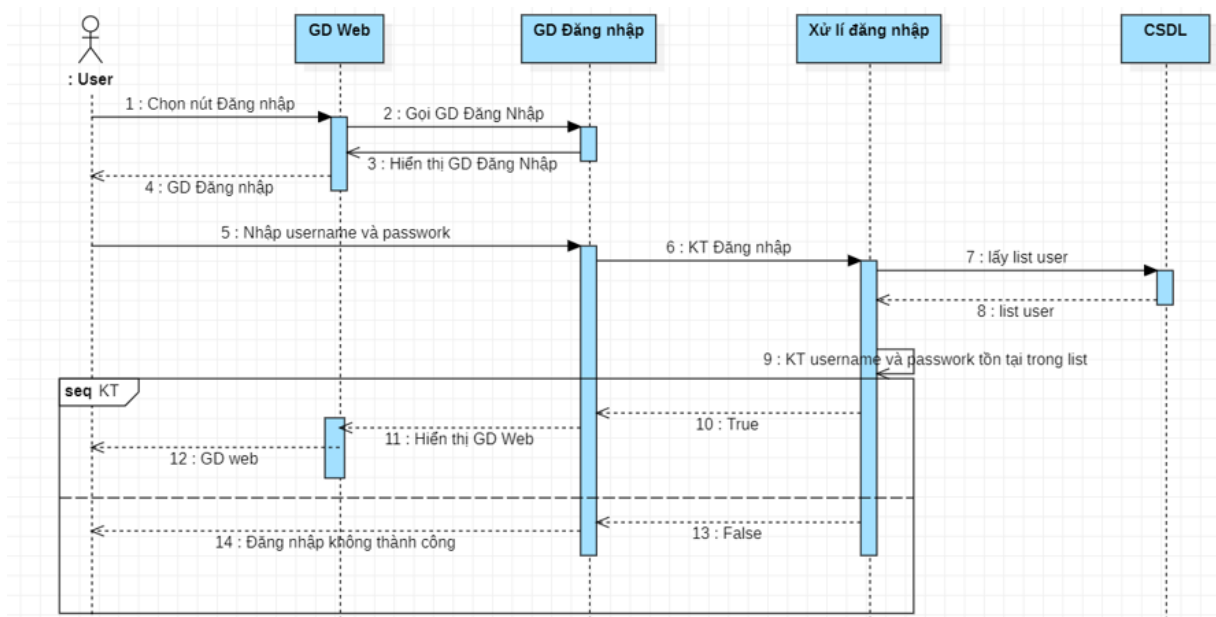 GD Web
GD Đăng nhập
Xử lí đăng nhập
CSDL
: User
1 : Chọn nút Đăng nhập
2 : Gọi GD Đăng Nhập
3 : Hiển thị GD Đăng Nhập
4 : GD Đăng nhập
5 : Nhập username và passwork
6 : KT Đăng nhập
7 : lấy list user
8 : list user
9 : KT username và passwork tồn tại trong list
seq KT
10 : True
11 : Hiển thị GD Web
12 : GD web
13 : False
14 : Đăng nhập không thành công